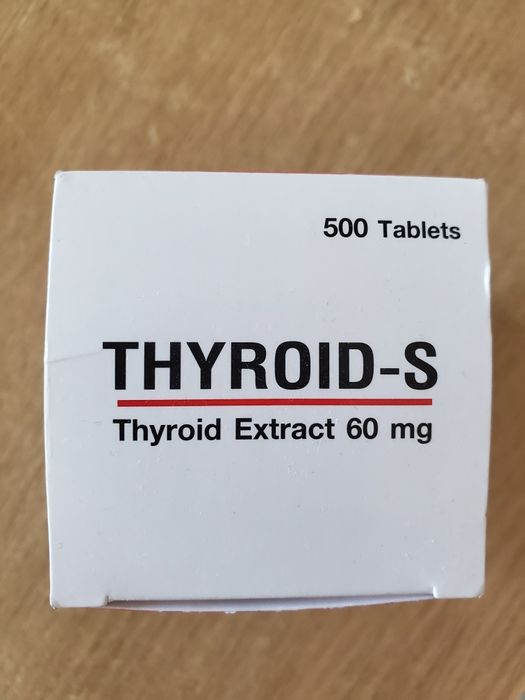 500 Tablets
THYROID-S
Thyroid Extract 60 mg